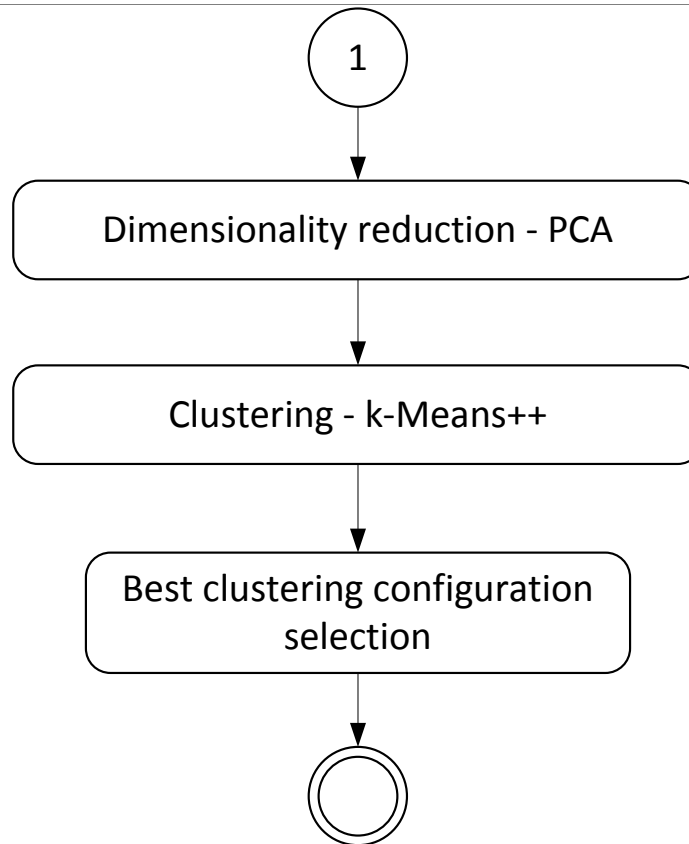 1
Dimensionality reduction - PCA
Clustering - k-Means++
Best clustering configuration
selection